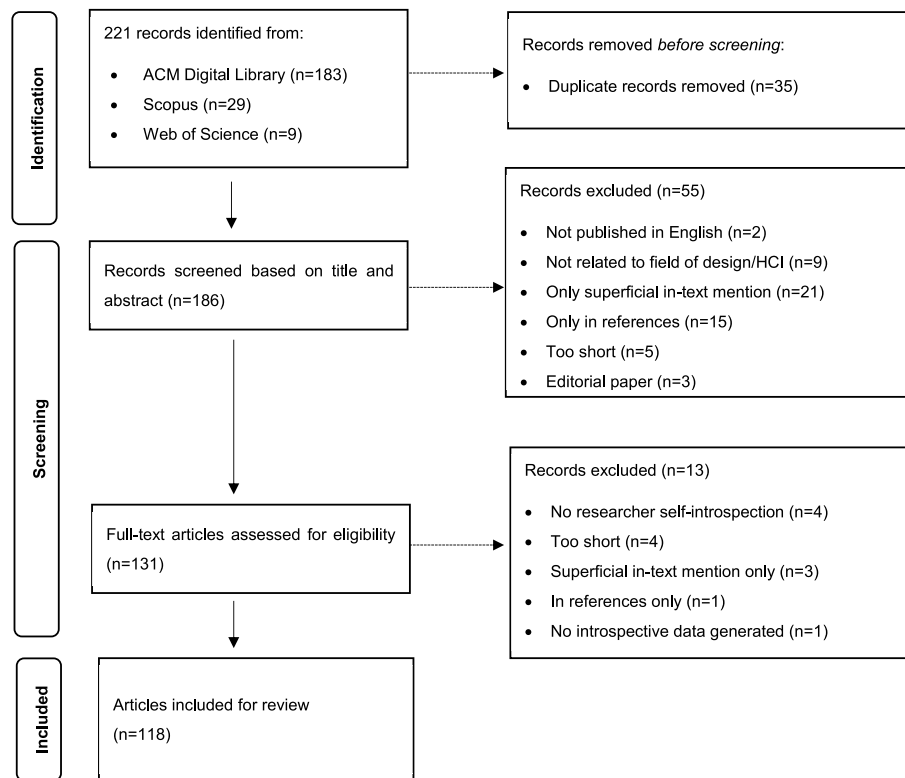 Identification
221 records identified from:
• ACM Digital Library (n=183)
• Scopus (n=29)
• Web of Science (n=9)
Records removed before screening:
• Duplicate records removed (n=35)
Screening
Records screened based on title and
abstract (n=186)
Records excluded (n=55)
• Not published in English (n=2)
• Not related to field of design/HCI (n=9)
• Only superficial in-text mention (n=21)
• Only in references (n=15)
• Too short (n=5)
• Editorial paper (n=3)
Full-text articles assessed for eligibility
(n=131)
Records excluded (n=13)
• No researcher self-introspection (n=4)
• Too short (n=4)
• Superficial in-text mention only (n=3)
• In references only (n=1)
• No introspective data generated (n=1)
Included
Articles included for review
(n=118)